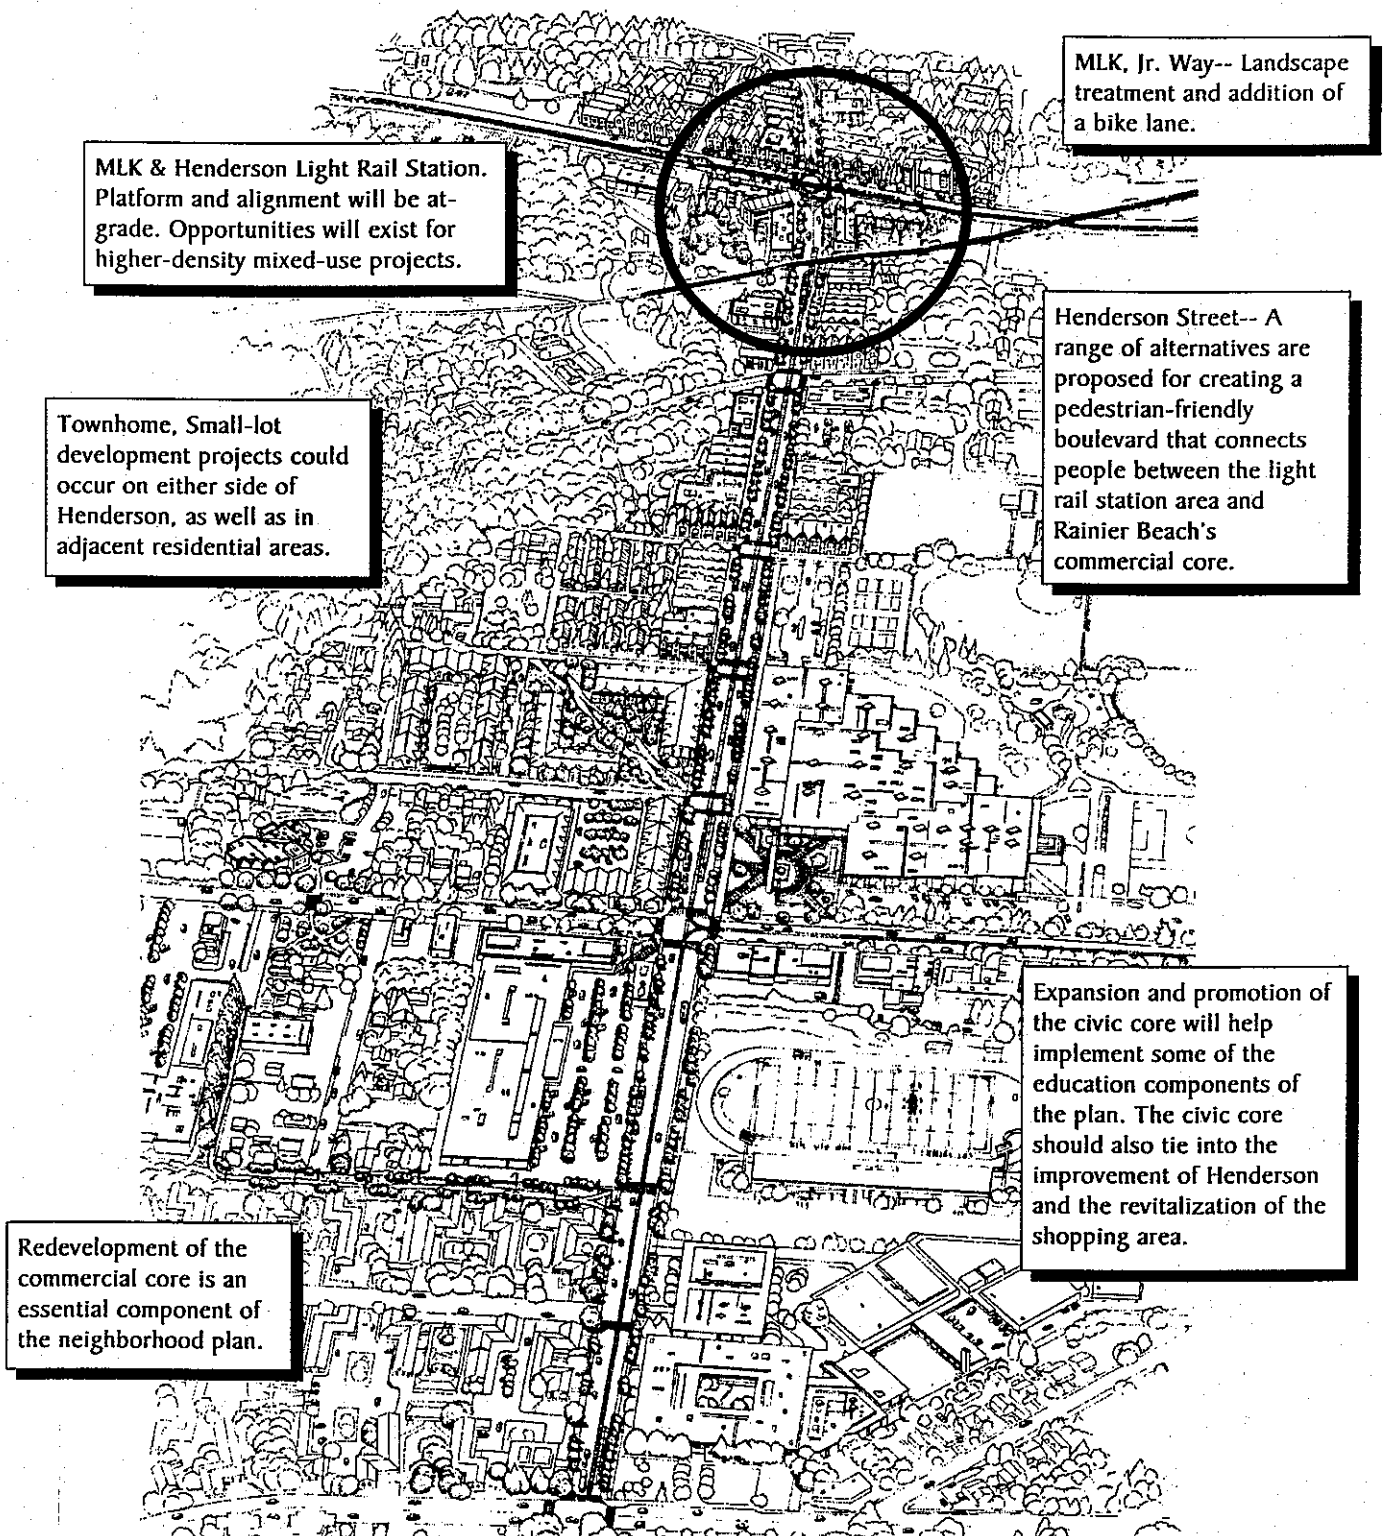 MLK, Jr. Way-- Landscape
treatment and addition of
a bike lane.
MLK & Henderson Light Rail Station.
Platform and alignment will be at-
grade. Opportunities will exist for
higher-density mixed-use projects.
Henderson Street-- A
range of alternatives are
proposed for creating a
pedestrian-friendly
boulevard that connects
people between the light
rail station area and
Rainier Beach's
commercial core.
Townhome, Small-lot
development projects could
occur on either side of
Henderson, as well as in
adjacent residential areas.
Expansion and promotion of
the civic core will help
implement some of the
education components of
the plan. The civic core
should also tie into the
improvement of Henderson
and the revitalization of the
shopping area.
Redevelopment of the
commercial core is an
essential component of
the neighborhood plan.